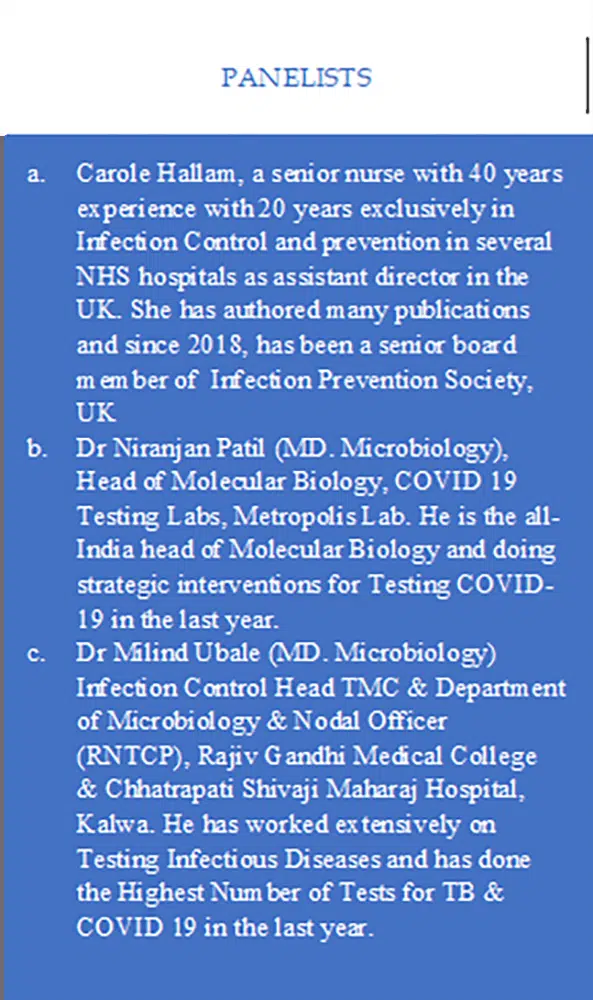 PANELISTS
a. Carole Hallam, a senior nurse with 40 years
experience with 20 years exclusively in
Infection Control and prevention in several
NHS hospitals as assistant director in the
UK. She has authored many publications
and since 2018, has been a senior board
member of Infection Prevention Society,
UK
b. Dr Niranjan Patil (MD. Microbiology),
Head of Molecular Biology, COVID 19
Testing Labs, Metropolis Lab. He is the all-
India head of Molecular Biology and doing
strategic interventions for Testing COVID-
19 in the last year.
c. Dr Milind Ubale (MD. Microbiology)
Infection Control Head TMC & Department
of Microbiology & Nodal Officer
(RNTCP), Rajiv Gandhi Medical College
& Chhatrapati Shivaji Maharaj Hospital,
Kalwa. He has worked extensively on
Testing Infectious Diseases and has done
the Highest Number of Tests for TB &
COVID 19 in the last year.